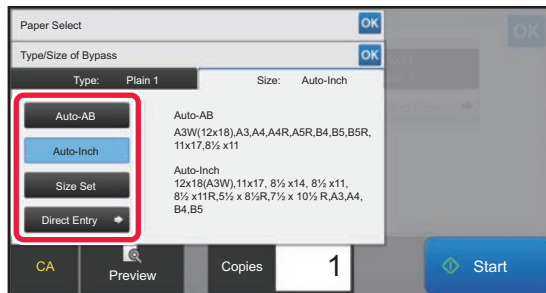 Paper Select
OK
OK
Type/Size of Bypass
OK
Type: Plain 1
Size: Auto-Inch
Auto-AB
Auto-Inch
Size Set
Direct Entry
Auto-AB
A3W(12x18),A3,A4,A4R,A5R,B4,B5,B5R,
11x17,8½ x11
Auto-Inch
12x18(A3W),11x17, 8½ x14, 8½ x11,
8½ x11R,5½ x 8½R,7¼ x 10½ R,A3,A4,
B4,B5
CA
Preview
Copies
1
Start